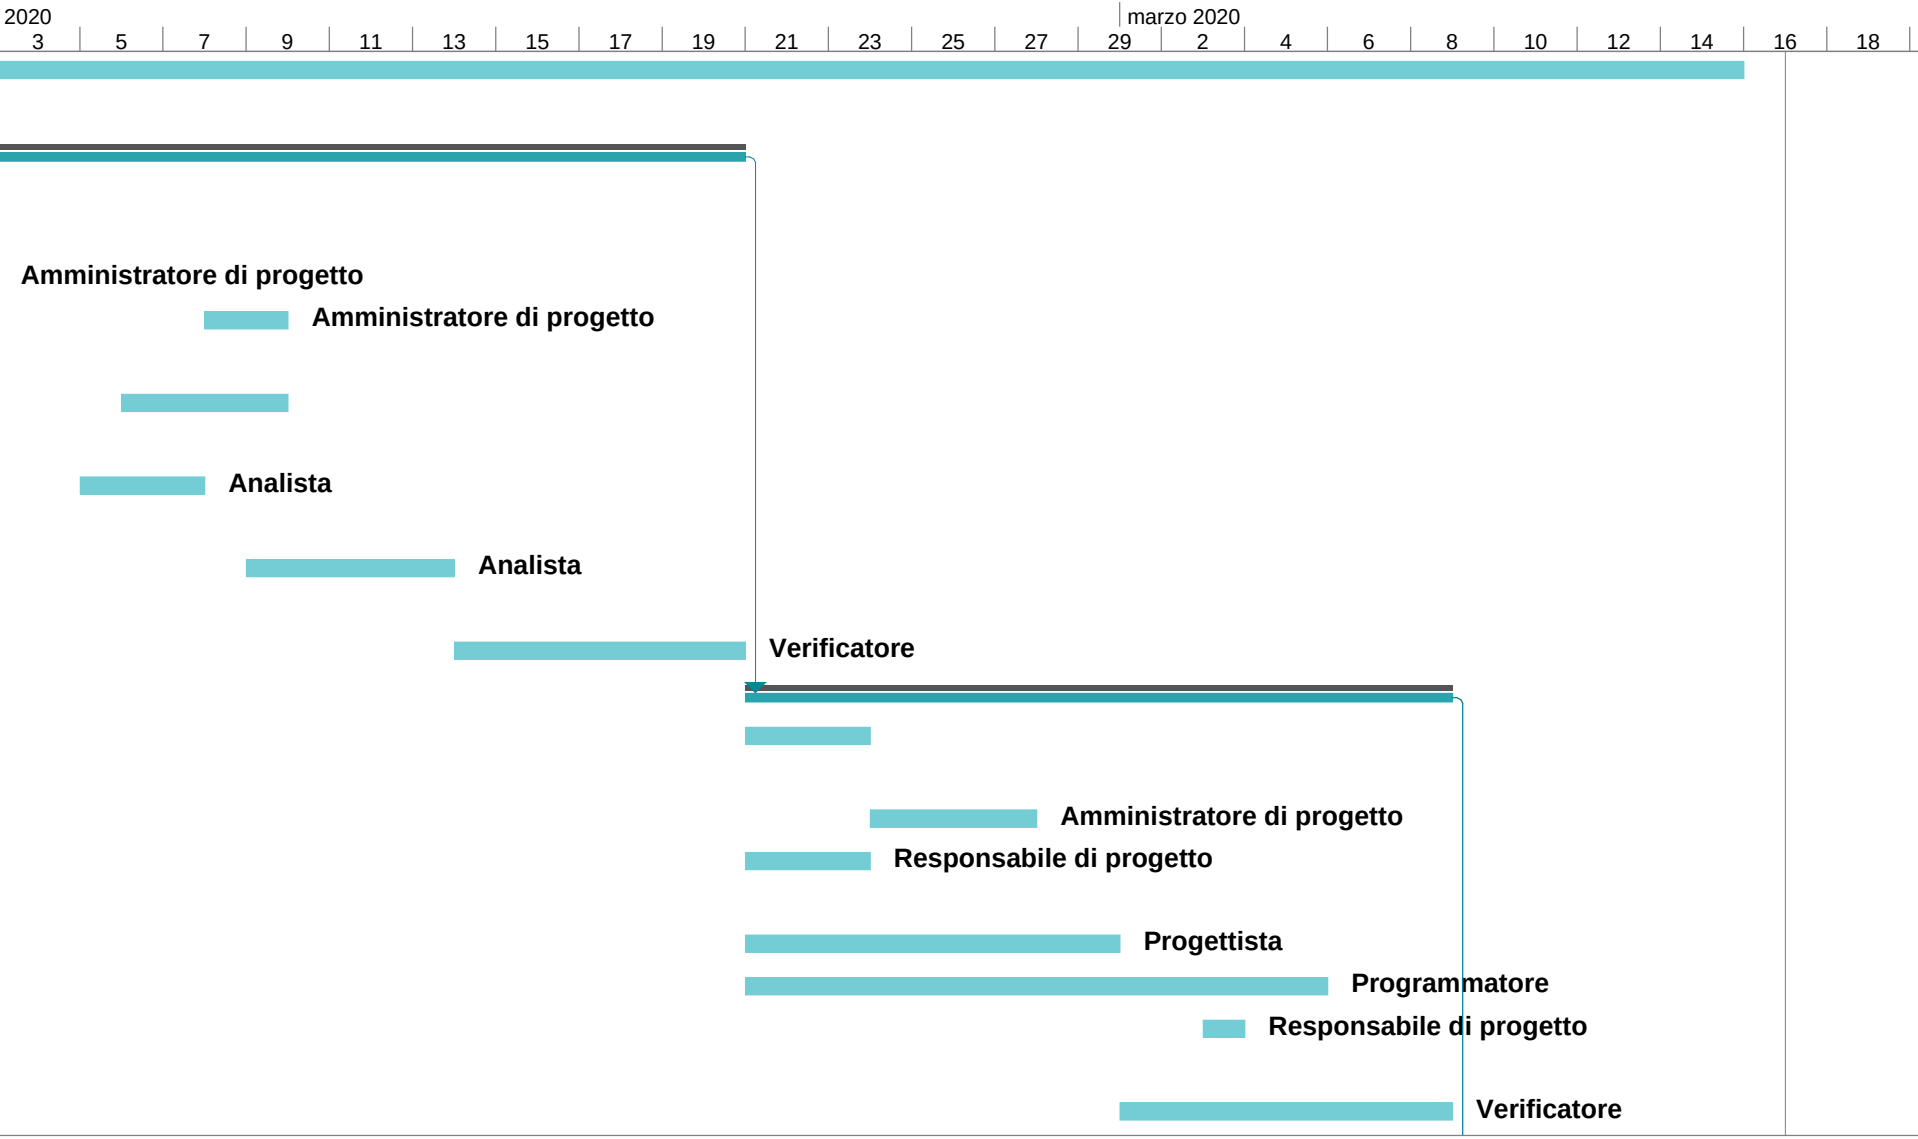 2020
marzo 2020
3 5 7 9 11 13 15 17 19 21 23 25 27 29 2 4 6 8 10 12 14 16 18
Amministratore di progetto
Amministratore di progetto
Analista
Analista
Verificatore
Amministratore di progetto
Responsabile di progetto
Progettista
Programmatore
Responsabile di progetto
Verificatore